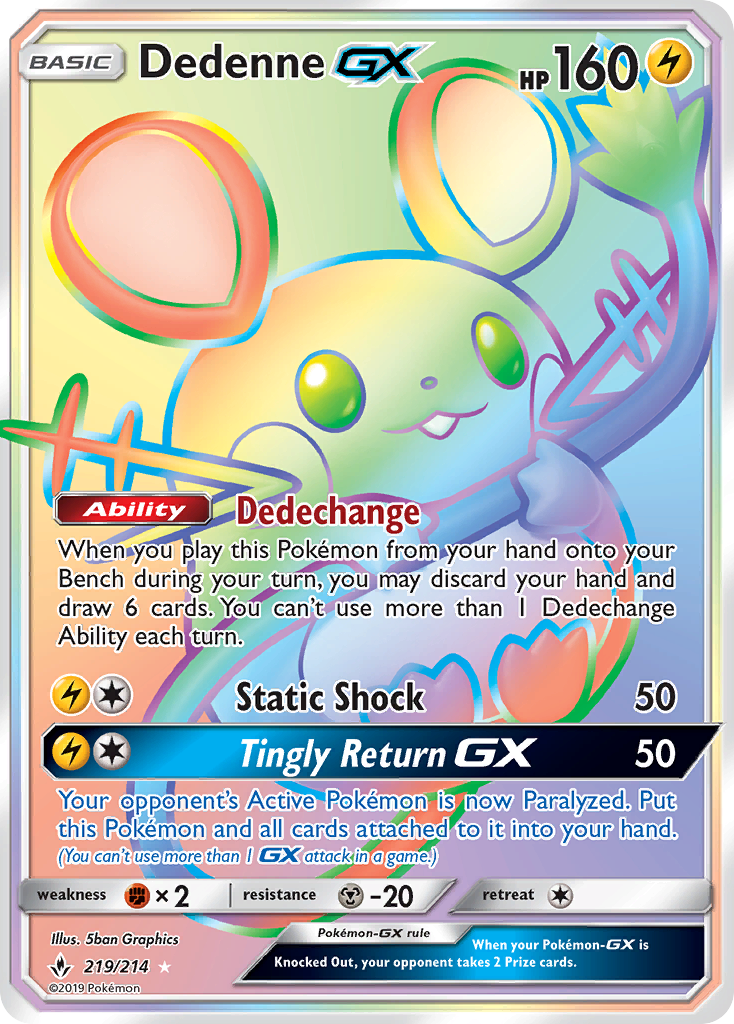 BASIC Dedenne GX HP 160
Ability Dedechange
When you play this Pokémon from your hand onto your
Bench during your turn, you may discard your hand and
draw 6 cards. You can't use more than 1 Dedechange
Ability each turn.
Static Shock 50
Tingly Return GX 50
Your opponent's Active Pokémon is now Paralyzed. Put
this Pokémon and all cards attached to it into your hand.
(You can't use more than 1 GX attack in a game.)
weakness ×2 resistance -20 retreat
Illus. 5ban Graphics
219/214
©2019 Pokémon
Pokémon-GX rule
When your Pokémon-GX is
Knocked Out, your opponent takes 2 Prize cards.